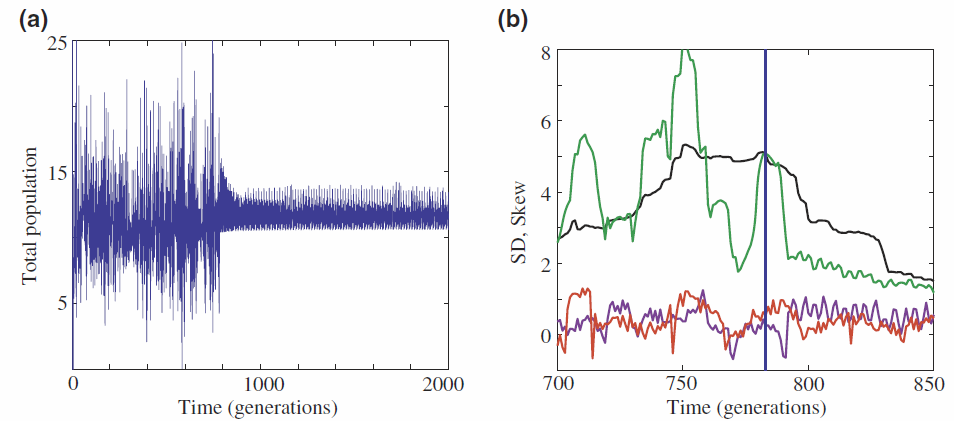 (a)
25
15
5
Total population
0
1000
2000
Time (generations)
(b)
8
6
4
2
0
SD, Skew
700
750
800
850
Time (generations)